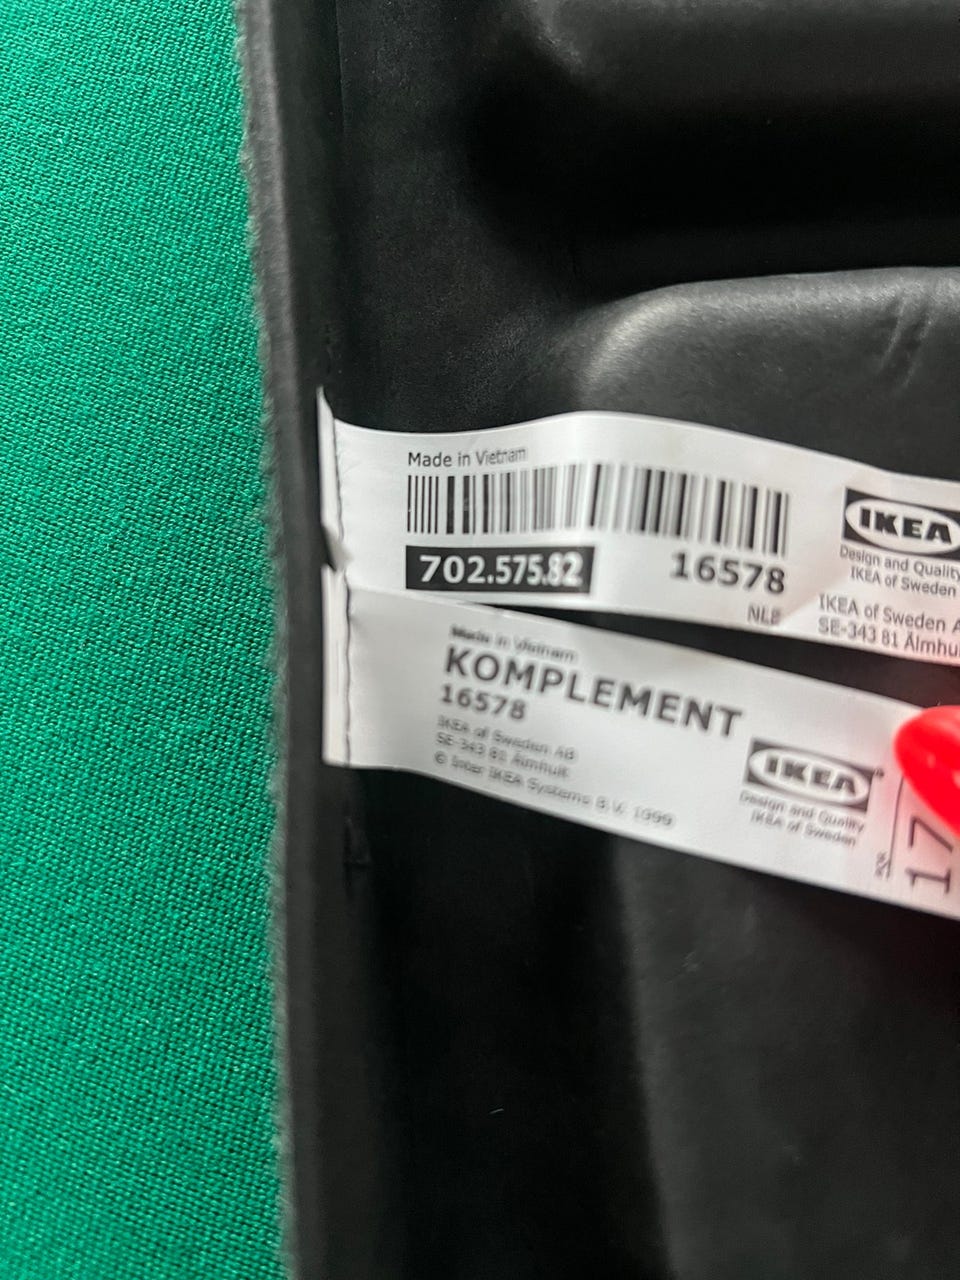 Made in Vietnam
702.575.82
16578
NLE
IKEA
Design and Quality
IKEA of Sweden
IKEA of Sweden A
SE-343 81 Älmhul
Made in Vietnam
KOMPLEMENT
16578
IKEA of Sweden AB
SE-343 81 Älmhult
© Inter IKEA Systems B.V. 1999
IKEA
Design and Quality
IKEA of Sweden
17